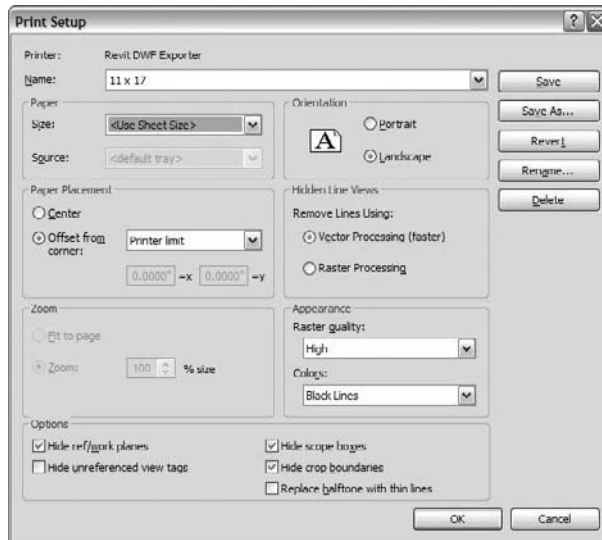 Print Setup
Printer: Revit DWF Exporter
Name: 11 x 17
Save
Save As...
Revert
Rename...
Delete
Paper
Size: <Use Sheet Size>
Source: <default tray>
Orientation
A
Portrait
Landscape
Paper Placement
Center
Offset from corner: Printer limit
0.0000" =x 0.0000" =y
Hidden Line Views
Remove Lines Using:
Vector Processing (faster)
Raster Processing
Zoom
Fit to page
Zoom: 100 % size
Appearance
Raster quality:
High
Colors:
Black Lines
Options
Hide ref/work planes
Hide unreferenced view tags
Hide scope boxes
Hide crop boundaries
Replace halftone with thin lines
OK
Cancel